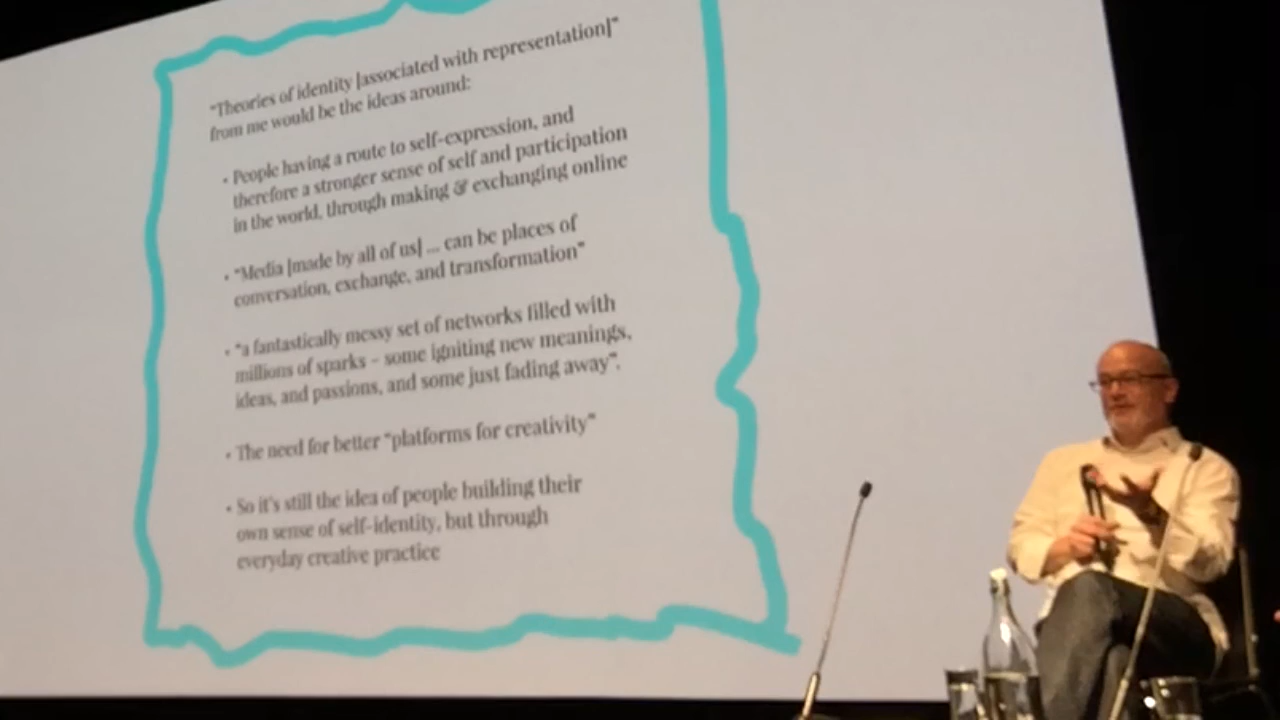 "Theories of identity [associated with representation]"
from me would be the ideas around:
• People having a route to self-expression, and
therefore a stronger sense of self and participation
in the world, through making & exchanging online
• "Media [made by all of us] ... can be places of
conversation, exchange, and transformation"
• "a fantastically messy set of networks filled with
millions of sparks – some igniting new meanings,
ideas, and passions, and some just fading away".
• The need for better "platforms for creativity"
• So it's still the idea of people building their
own sense of self-identity, but through
everyday creative practice